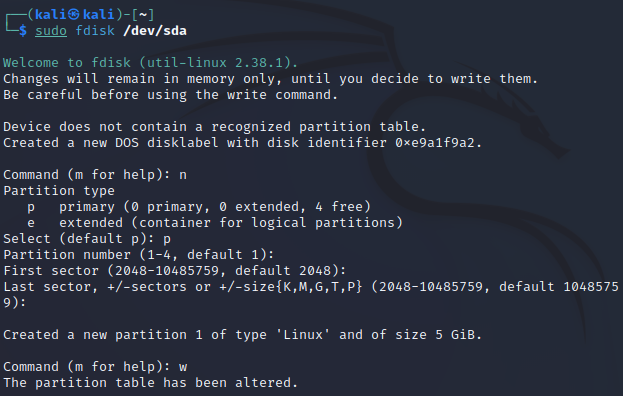 ┌──(kali㉿kali)-[~]
└─$ sudo fdisk /dev/sda
Welcome to fdisk (util-linux 2.38.1).
Changes will remain in memory only, until you decide to write them.
Be careful before using the write command.
Device does not contain a recognized partition table.
Created a new DOS disklabel with disk identifier 0×e9a1f9a2.
Command (m for help): n
Partition type
   p   primary (0 primary, 0 extended, 4 free)
   e   extended (container for logical partitions)
Select (default p): p
Partition number (1-4, default 1):
First sector (2048-10485759, default 2048):
Last sector, +/-sectors or +/-size{K,M,G,T,P} (2048-10485759, default 1048575
9):
Created a new partition 1 of type 'Linux' and of size 5 GiB.
Command (m for help): w
The partition table has been altered.